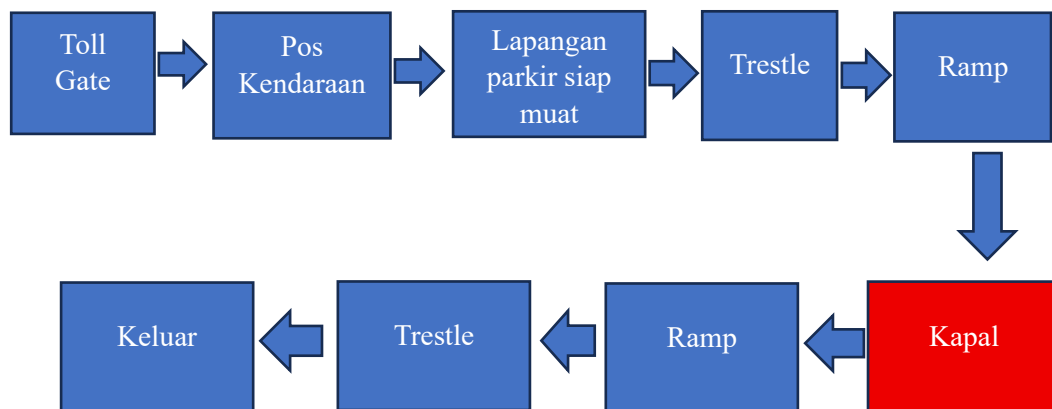 Toll
Gate
Pos
Kendaraan
Lapangan
parkir siap
muat
Trestle
Ramp
Keluar
Trestle
Ramp
Kapal